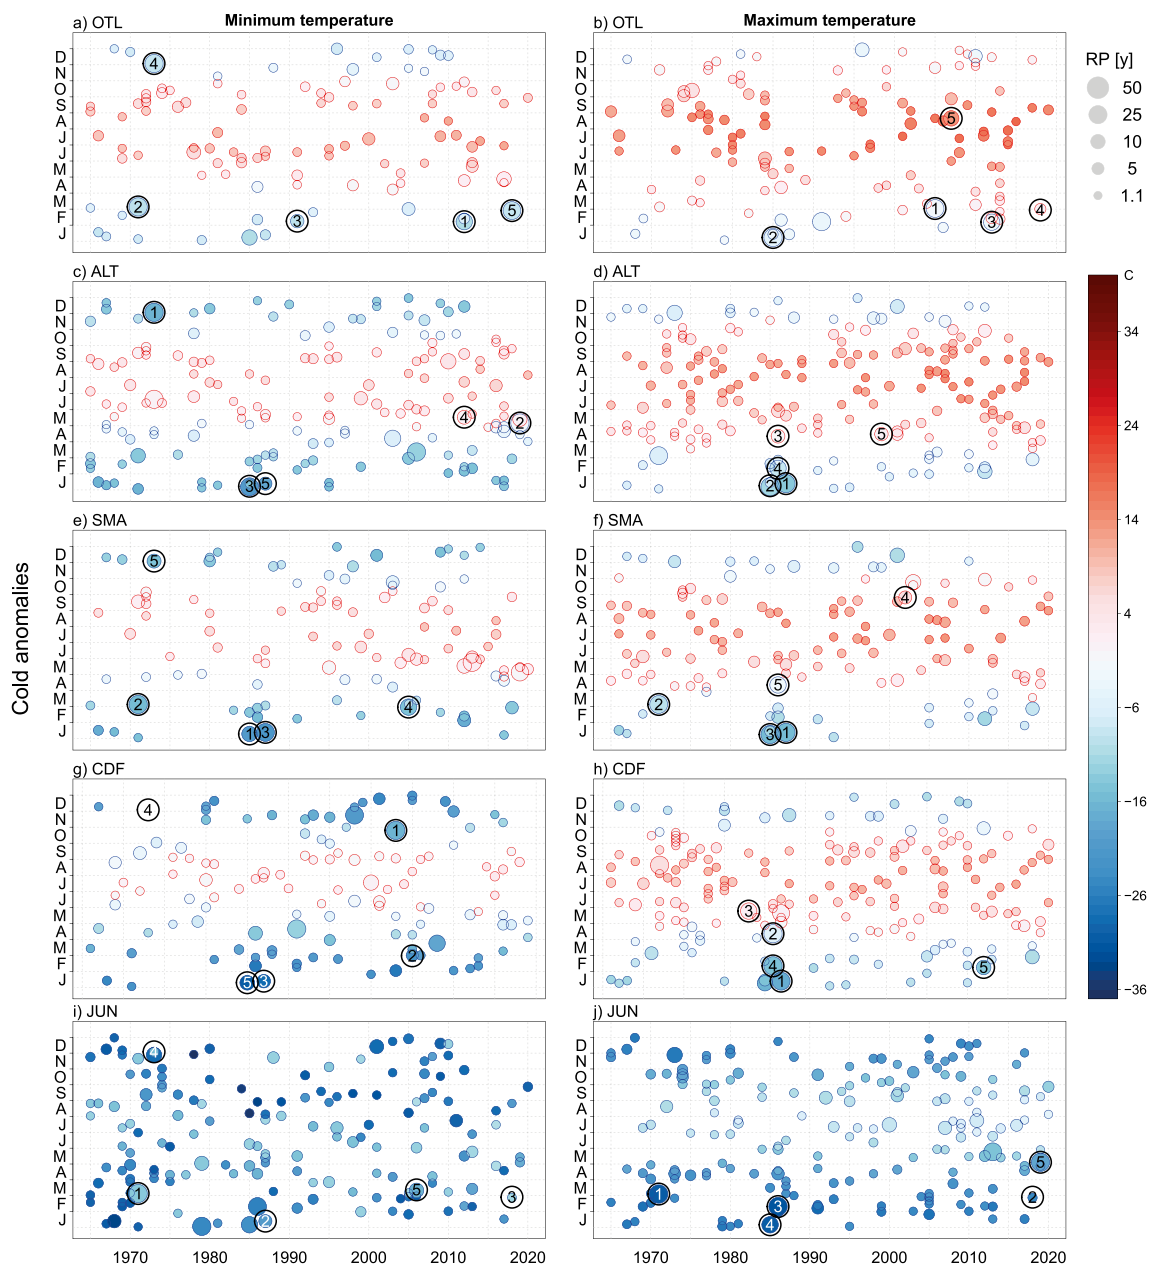 Minimum temperature
Maximum temperature
a) OTL
b) OTL
D
N
O
S
A
J
J
M
A
M
F
J
4
2
3
1
5
D
N
O
S
A
J
J
M
A
M
F
J
5
1
2
3
4
RP [y]
50
25
10
5
1.1
c) ALT
d) ALT
D
N
O
S
A
J
J
M
A
M
F
J
1
4
2
3
5
D
N
O
S
A
J
J
M
A
M
F
J
3
5
4
2
1
C
34
24
14
4
−6
−16
−26
−36
Cold anomalies
e) SMA
f) SMA
D
N
O
S
A
J
J
M
A
M
F
J
5
2
4
1
3
D
N
O
S
A
J
J
M
A
M
F
J
4
5
2
3
1
g) CDF
h) CDF
D
N
O
S
A
J
J
M
A
M
F
J
4
1
2
5
3
D
N
O
S
A
J
J
M
A
M
F
J
3
2
4
5
1
i) JUN
j) JUN
D
N
O
S
A
J
J
M
A
M
F
J
4
1
5
3
2
D
N
O
S
A
J
J
M
A
M
F
J
5
1
2
3
4
1970
1980
1990
2000
2010
2020
1970
1980
1990
2000
2010
2020